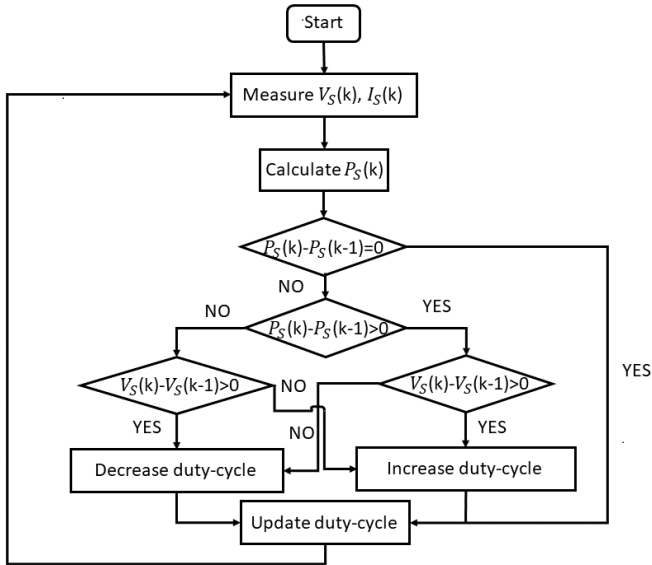 Start
Measure V_S(k), I_S(k)
Calculate P_S(k)
P_S(k)-P_S(k-1)=0
NO
NO
P_S(k)-P_S(k-1)>0
YES
YES
V_S(k)-V_S(k-1)>0
NO
V_S(k)-V_S(k-1)>0
YES
NO
YES
Decrease duty-cycle
Increase duty-cycle
Update duty-cycle